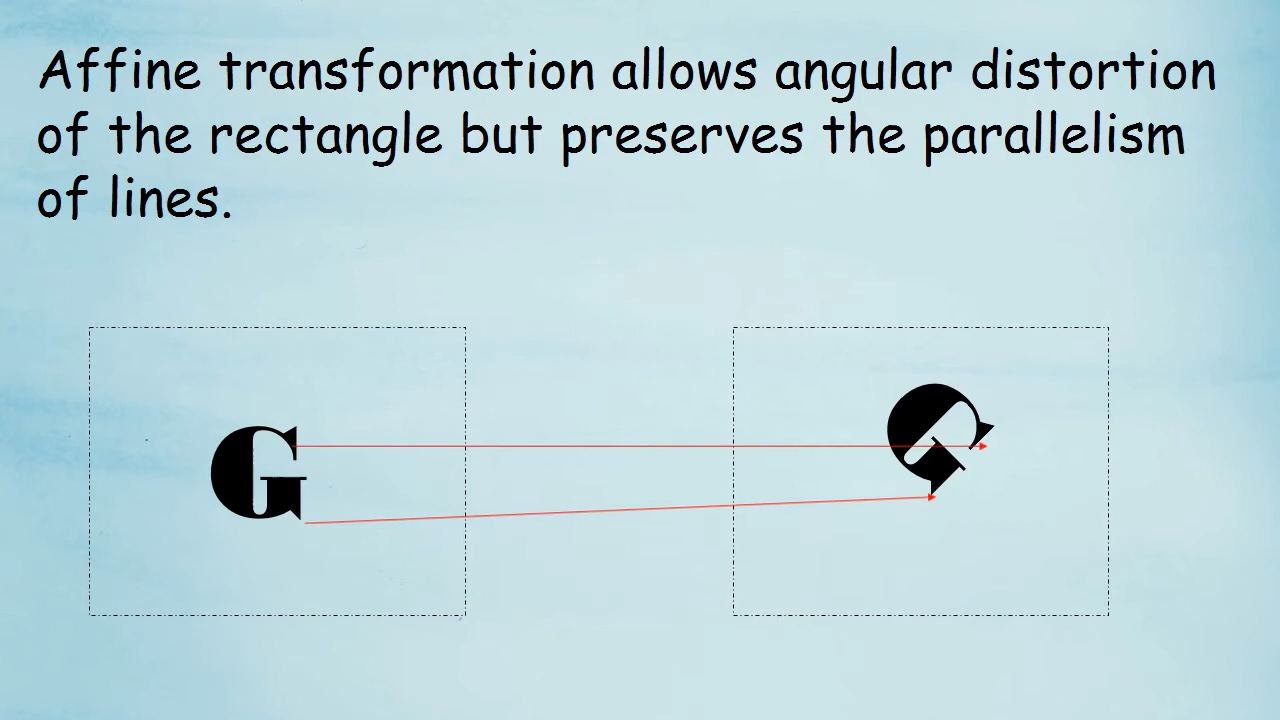 Affine transformation allows angular distortion
of the rectangle but preserves the parallelism
of lines.
G
G